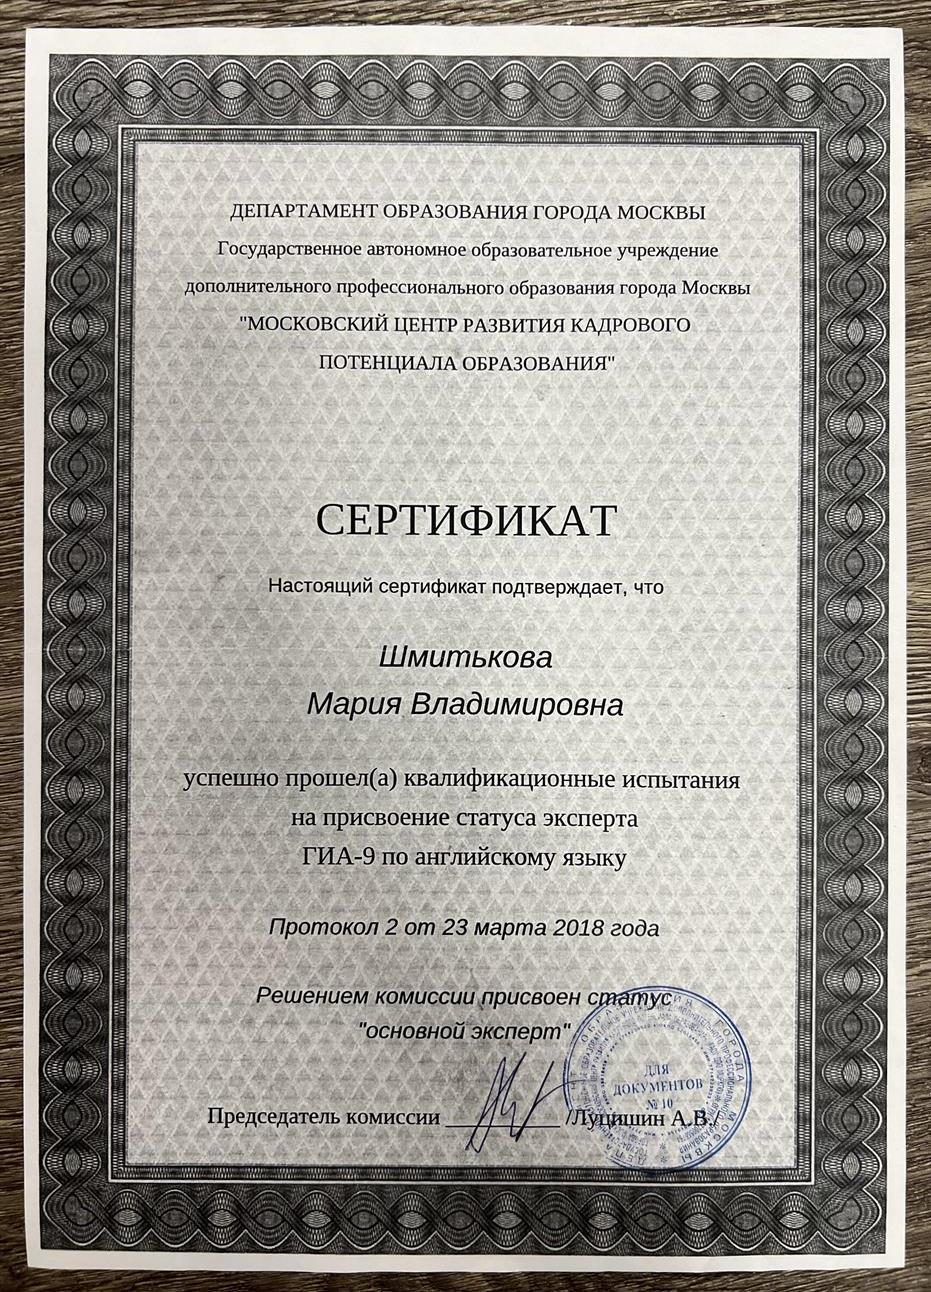 ДЕПАРТАМЕНТ ОБРАЗОВАНИЯ ГОРОДА МОСКВЫ
Государственное автономное образовательное учреждение
дополнительного профессионального образования города Москвы
"МОСКОВСКИЙ ЦЕНТР РАЗВИТИЯ КАДРОВОГО
ПОТЕНЦИАЛА ОБРАЗОВАНИЯ"
СЕРТИФИКАТ
Настоящий сертификат подтверждает, что
Шмитькова
Мария Владимировна
успешно прошел(а) квалификационные испытания
на присвоение статуса эксперта
ГИА-9 по английскому языку
Протокол 2 от 23 марта 2018 года
Решением комиссии присвоен статус
"основной эксперт"
Председатель комиссии __________ /Луцишин А.В./
ДЛЯ
ДОКУМЕНТОВ
№ 10